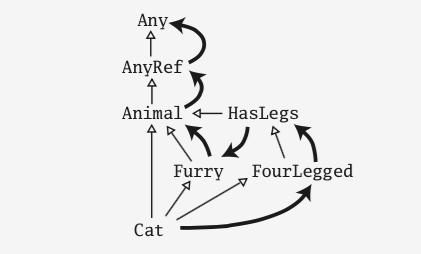 Any
AnyRef
Animal HasLegs
Furry FourLegged
Cat